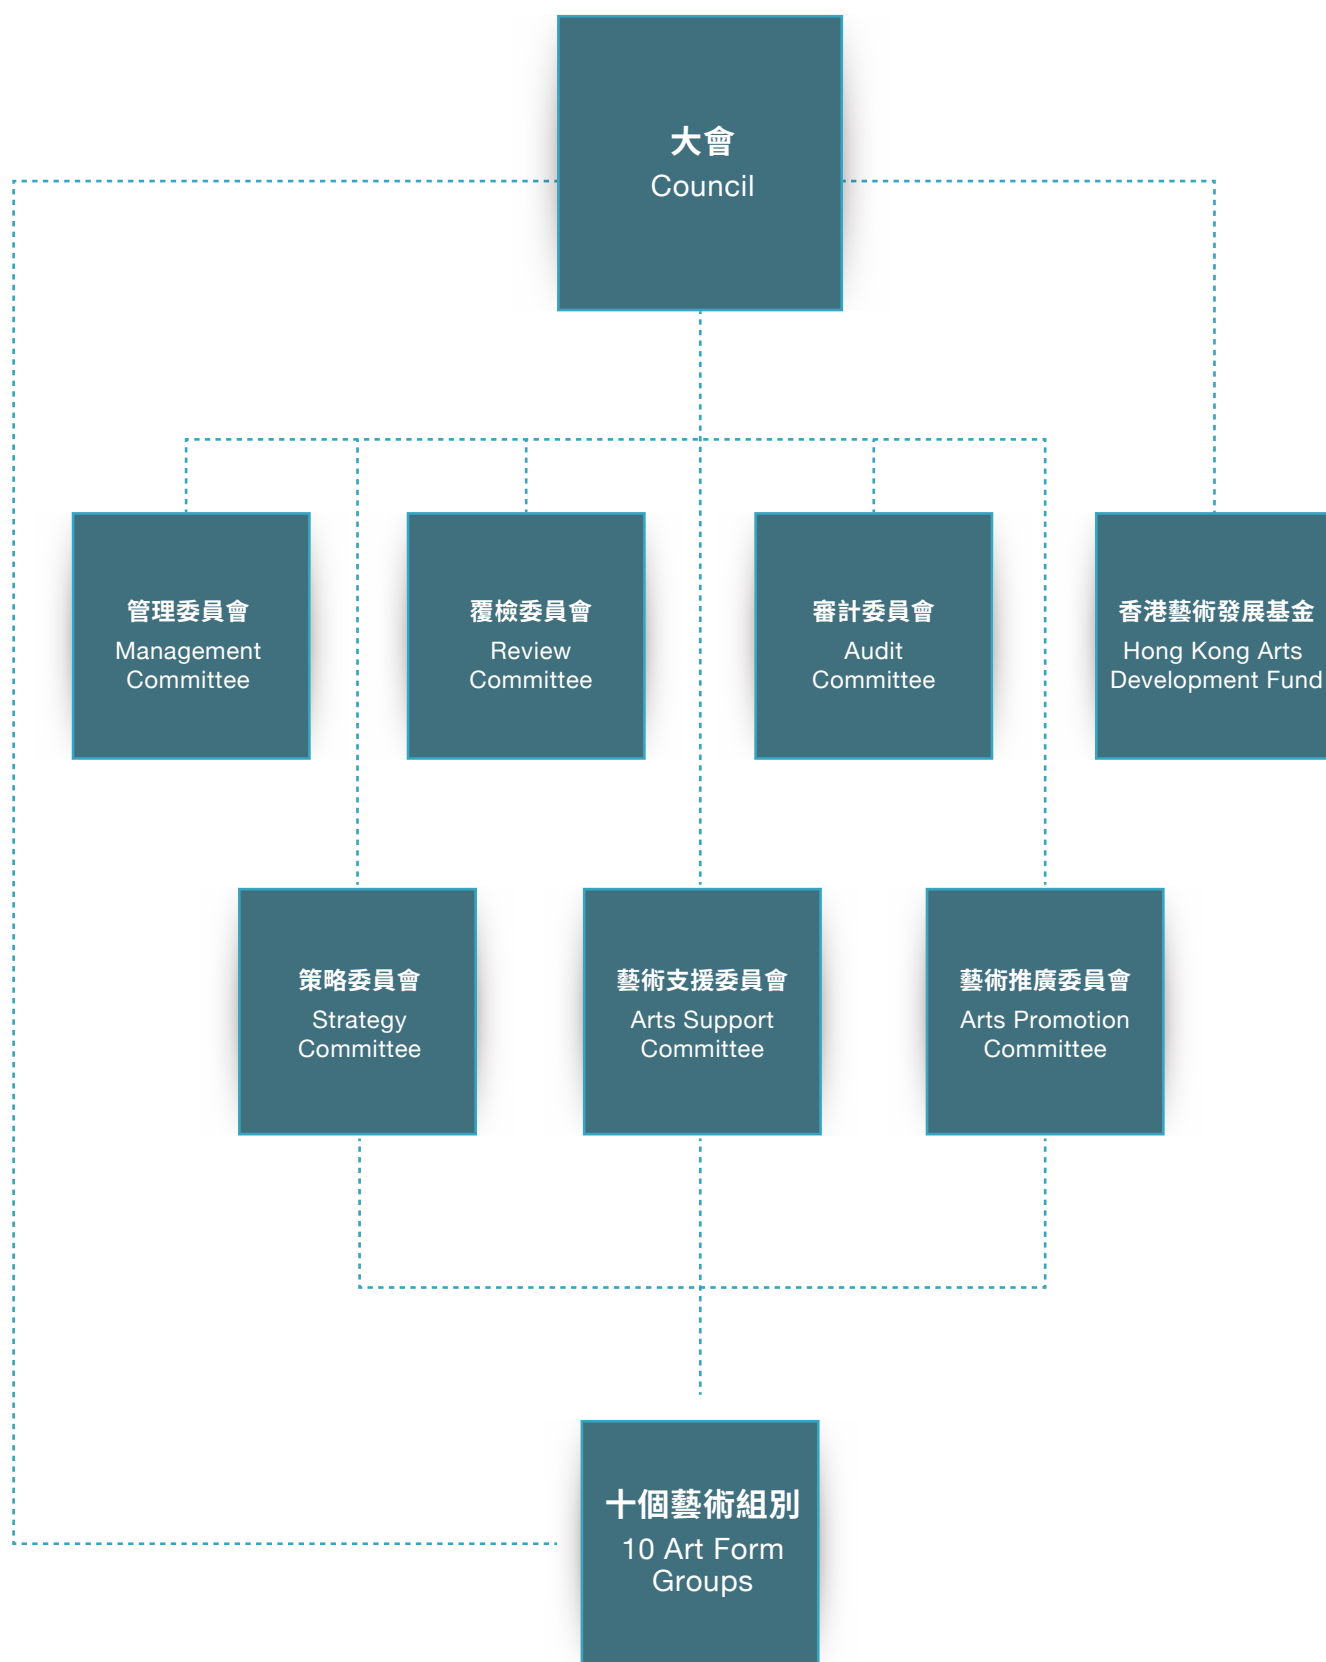 大會
Council
管理委員會
Management
Committee
覆檢委員會
Review
Committee
審計委員會
Audit
Committee
香港藝術發展基金
Hong Kong Arts
Development Fund
策略委員會
Strategy
Committee
藝術支援委員會
Arts Support
Committee
藝術推廣委員會
Arts Promotion
Committee
十個藝術組別
10 Art Form
Groups